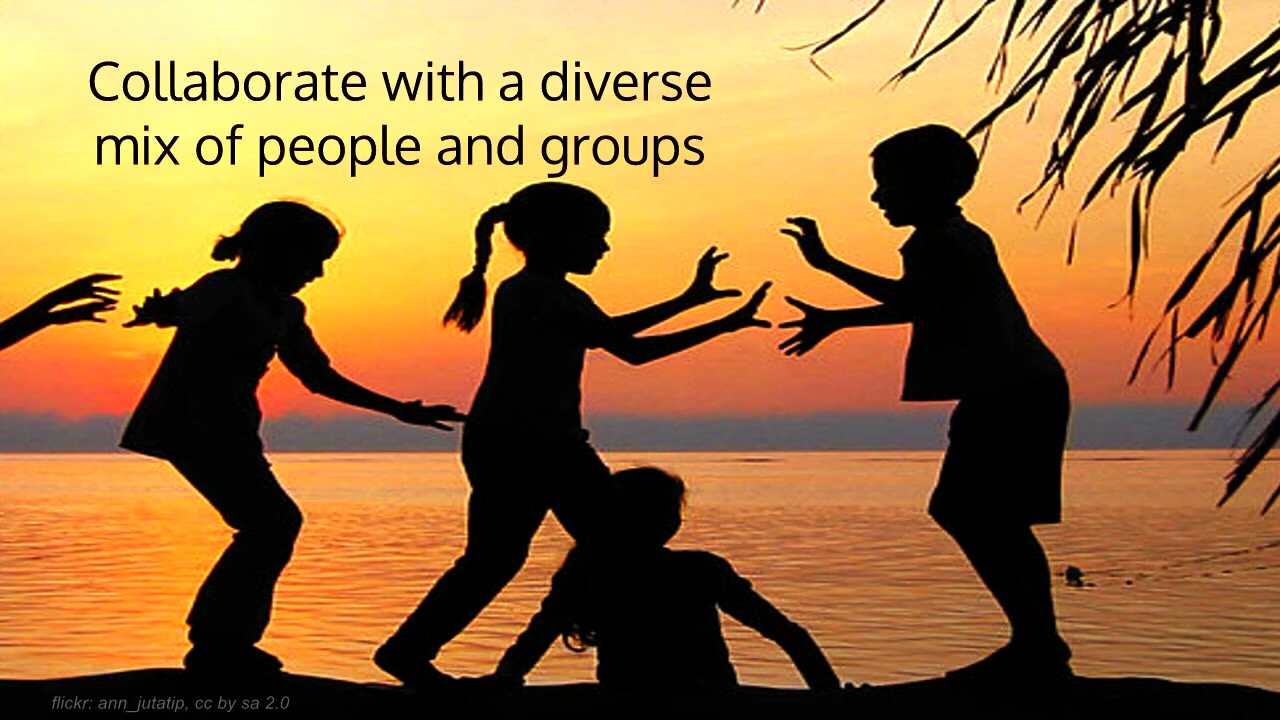 Collaborate with a diverse
mix of people and groups
flickr: ann_jutatip, cc by sa 2.0